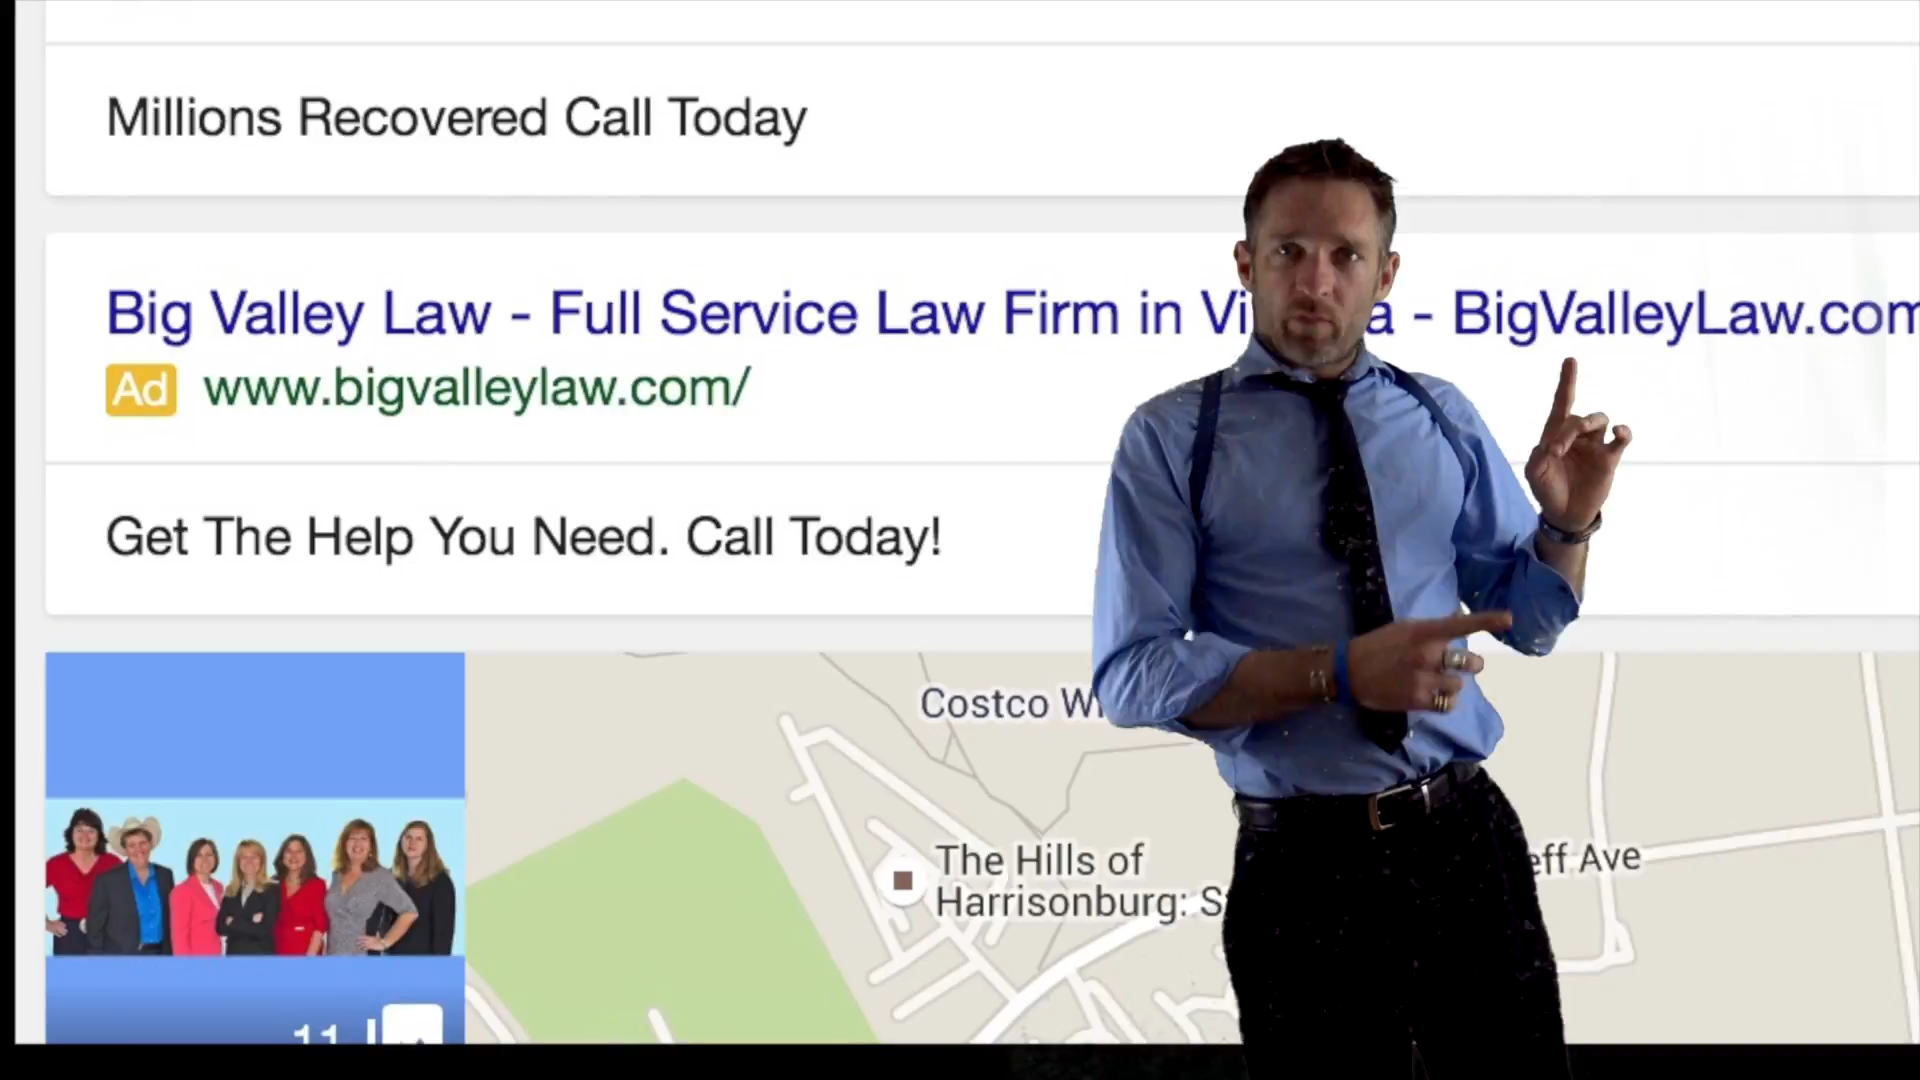 Millions Recovered Call Today
Big Valley Law - Full Service Law Firm in Vi a - BigValleyLaw.com
Ad www.bigvalleylaw.com/
Get The Help You Need. Call Today!
Costco W
The Hills of
Harrisonburg: S
eff Ave
11